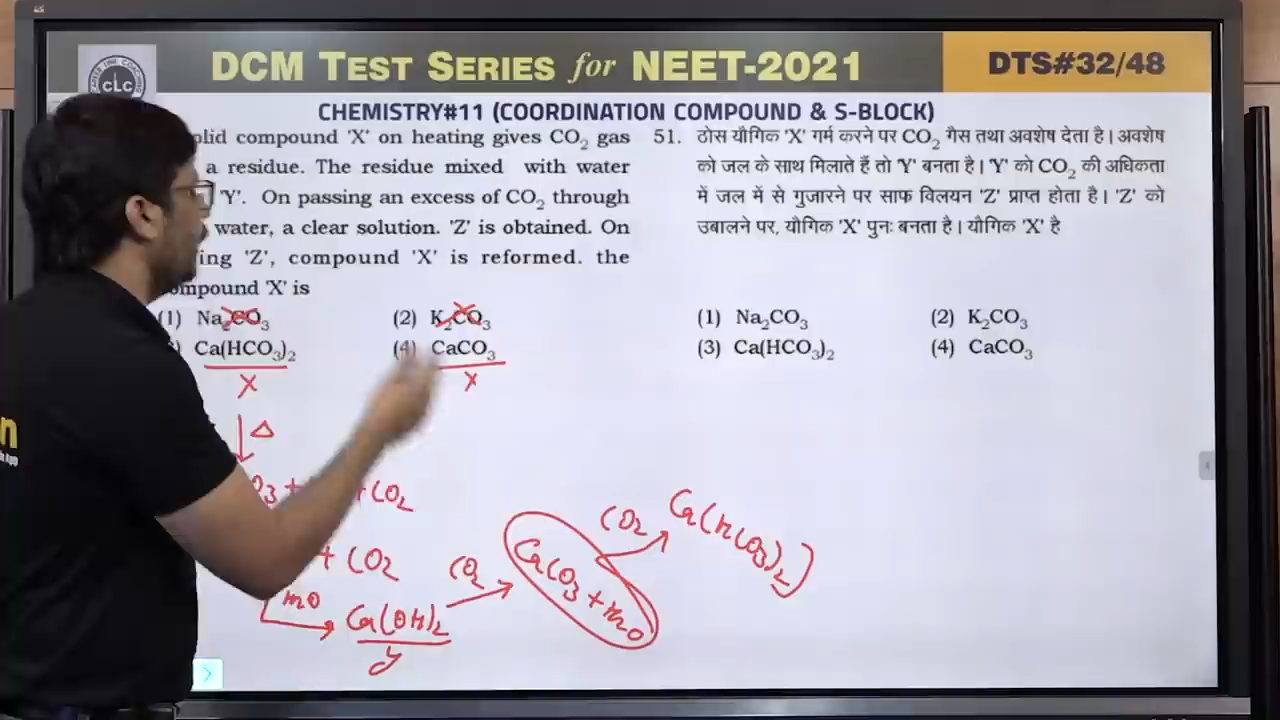 DCM TEST SERIES for NEET-2021
DTS#32/48
CLC
CHEMISTRY#11 (COORDINATION COMPOUND & S-BLOCK)
compound 'X' on heating gives CO₂ gas
a residue. The residue mixed with water
'Y'. On passing an excess of CO₂ through
water, a clear solution. 'Z' is obtained. On
'Z', compound 'X' is reformed. the
'X' is
(1) Na₂CO₃ (2) K₂CO₃
Ca(HCO₃)₂ (4) CaCO₃
X X
Δ
+ CO₂
+ CO₂
H₂O
Ca(OH)₂
y
CO₂
CaCO₃ + H₂O
CO₂
Ca(HCO₃)₂
51. ठोस यौगिक 'X' गर्म करने पर CO₂ गैस तथा अवशेष देता है। अवशेष
को जल के साथ मिलाते हैं तो 'Y' बनता है। 'Y' को CO₂ की अधिकता
में जल में से गुजारने पर साफ विलयन 'Z' प्राप्त होता है। 'Z' को
उबालने पर, यौगिक 'X' पुनः बनता है। यौगिक 'X' है
(1) Na₂CO₃ (2) K₂CO₃
(3) Ca(HCO₃)₂ (4) CaCO₃